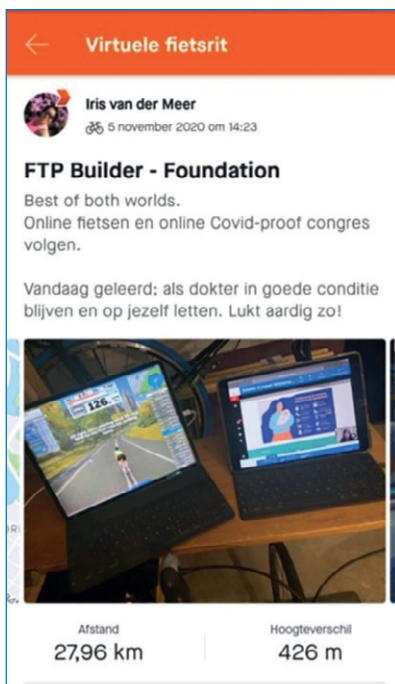 Virtuele fietsrit
Iris van der Meer
5 november 2020 om 14:23
FTP Builder - Foundation
Best of both worlds.
Online fietsen en online Covid-proof congres
volgen.
Vandaag geleerd: als dokter in goede conditie
blijven en op jezelf letten. Lukt aardig zo!
126
Afstand
Hoogteverschil
27,96 km
426 m